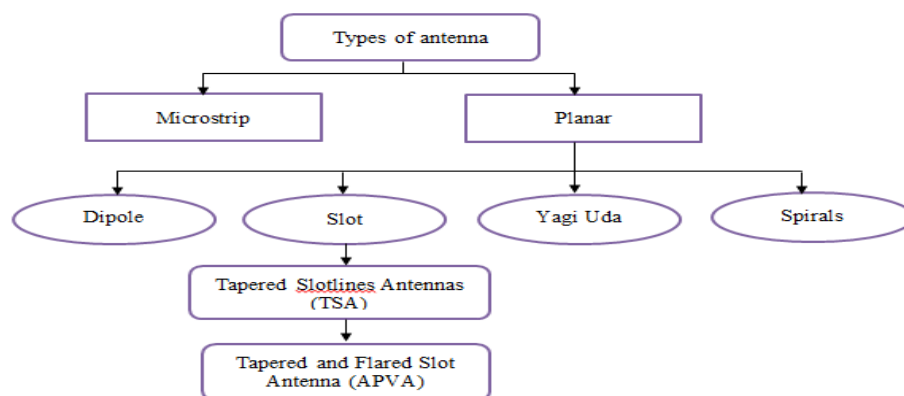 Types of antenna
Microstrip
Planar
Dipole
Slot
Yagi Uda
Spirals
Tapered Slotlines Antennas
(TSA)
Tapered and Flared Slot
Antenna (APVA)